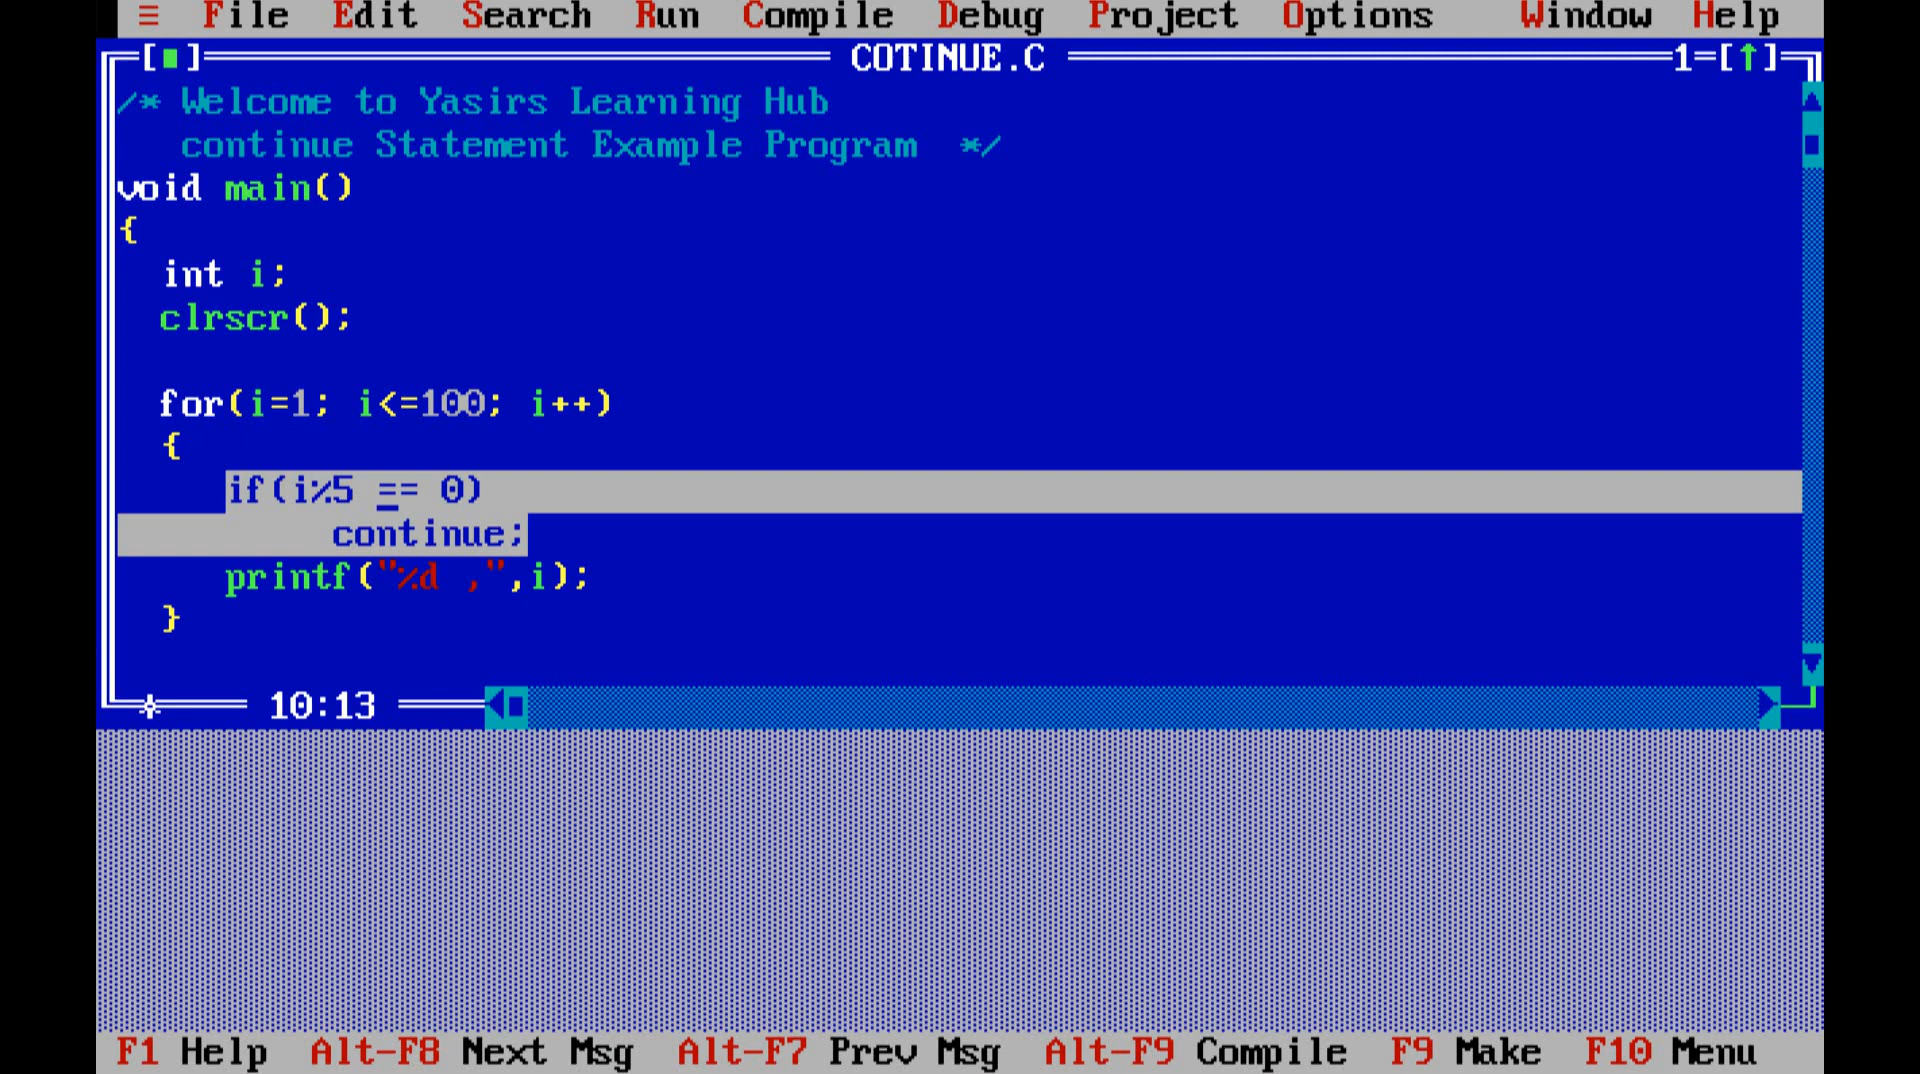 ≡ File Edit Search Run Compile Debug Project Options Window Help
[■] COTINUE.C 1=[↑]
/* Welcome to Yasirs Learning Hub
continue Statement Example Program */
void main()
{
int i;
clrscr();
for(i=1; i<=100; i++)
{
if(i%5 == 0)
continue;
printf("%d ,",i);
}
10:13
F1 Help Alt-F8 Next Msg Alt-F7 Prev Msg Alt-F9 Compile F9 Make F10 Menu